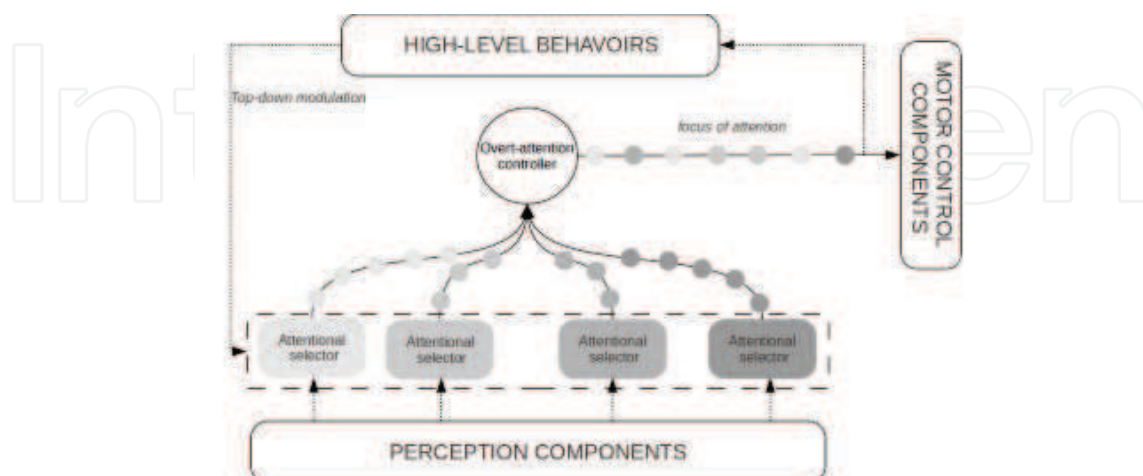 HIGH-LEVEL BEHAVOIRS
Top-down modulation
Overt-attention
controller
focus of attention
MOTOR CONTROL
COMPONENTS
Attentional
selector
Attentional
selector
Attentional
selector
Attentional
selector
PERCEPTION COMPONENTS